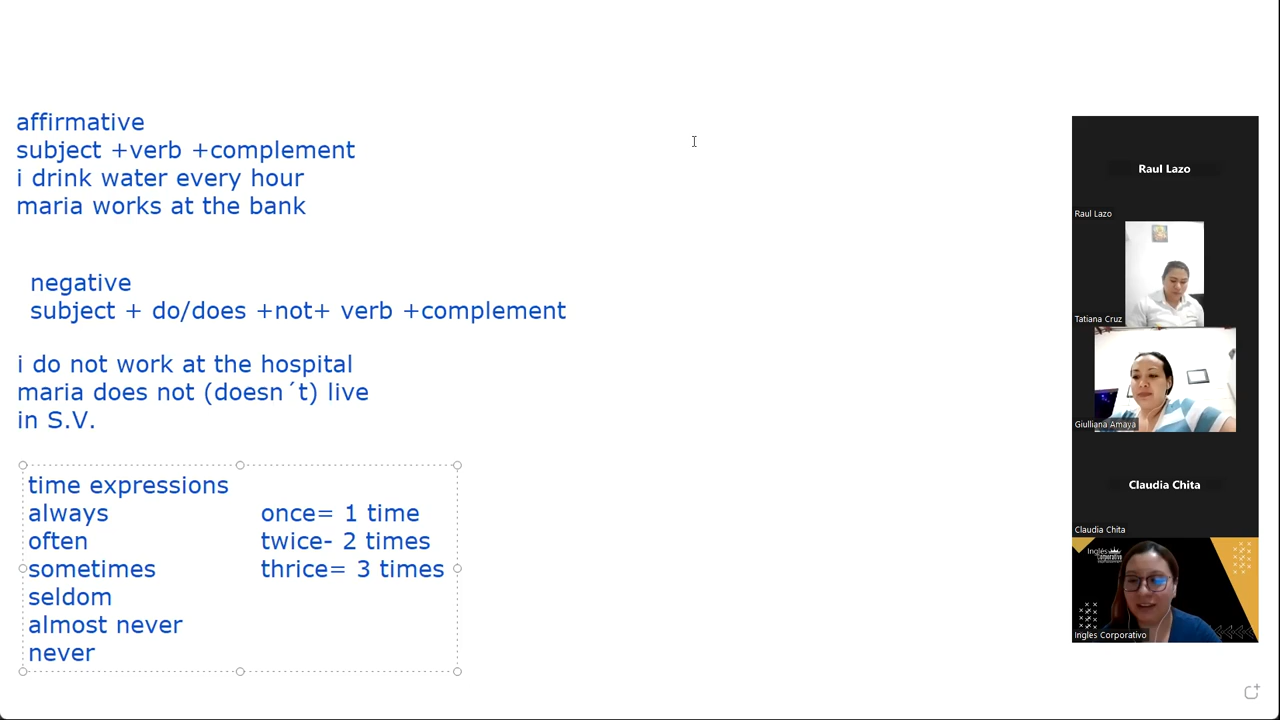 affirmative
subject +verb +complement
i drink water every hour
maria works at the bank
negative
subject + do/does +not+ verb +complement
i do not work at the hospital
maria does not (doesn´t) live
in S.V.
time expressions
always
once= 1 time
often
twice- 2 times
sometimes
thrice= 3 times
seldom
almost never
never
Raul Lazo
Raul Lazo
Tatiana Cruz
Giulliana Amaya
Claudia Chita
Claudia Chita
Inglés
Corporativo
Ingles Corporativo